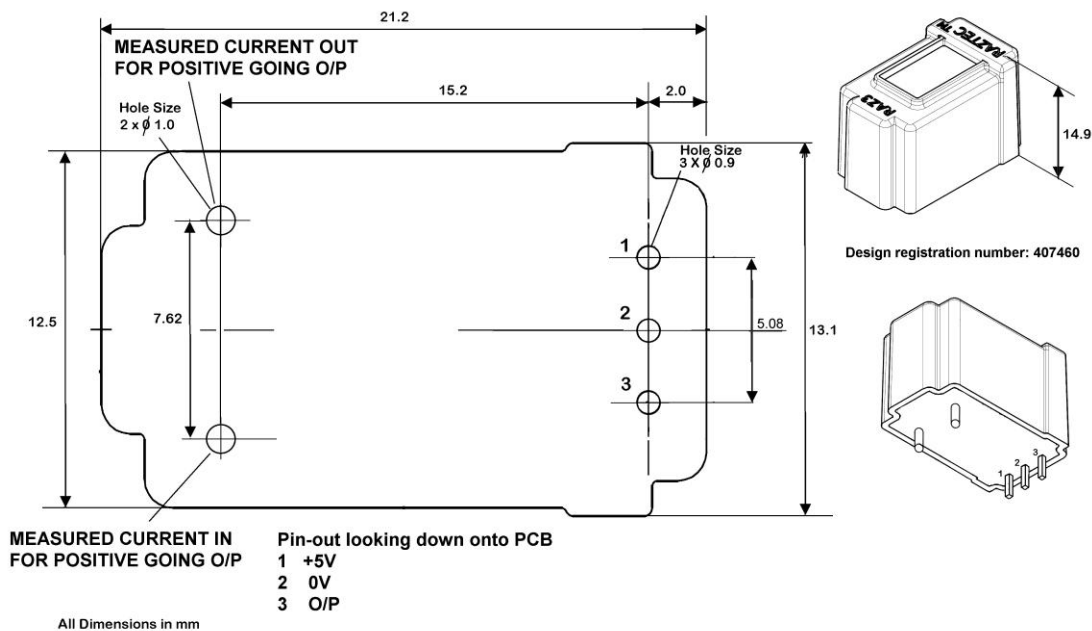 21.2
MEASURED CURRENT OUT
FOR POSITIVE GOING O/P
15.2
2.0
Hole Size
2 x ϕ 1.0
Hole Size
3 X ϕ 0.9
RAZTEC TM
RAZ3
14.9
Design registration number: 407460
1
2
3
12.5
7.62
5.08
13.1
1
2
3
MEASURED CURRENT IN
FOR POSITIVE GOING O/P
Pin-out looking down onto PCB
1 +5V
2 0V
3 O/P
All Dimensions in mm